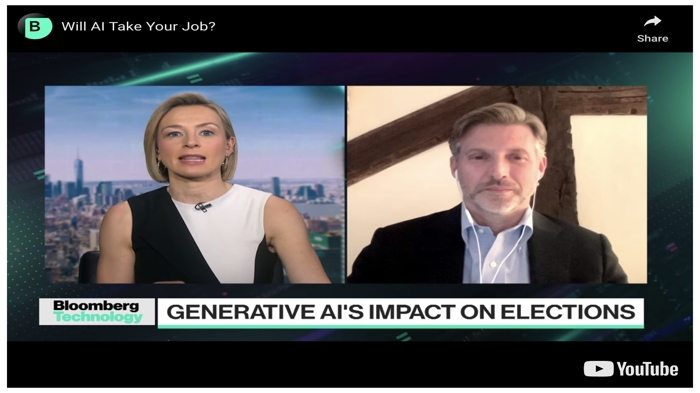 B Will AI Take Your Job?
Share
Bloomberg
Technology
GENERATIVE AI'S IMPACT ON ELECTIONS
YouTube